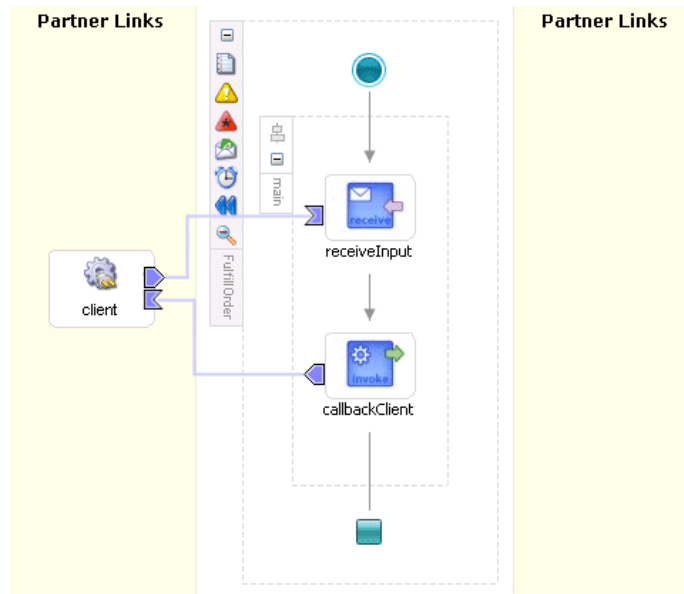 Partner Links
Partner Links
main
receive
receiveInput
FulfillOrder
client
invoke
callbackClient